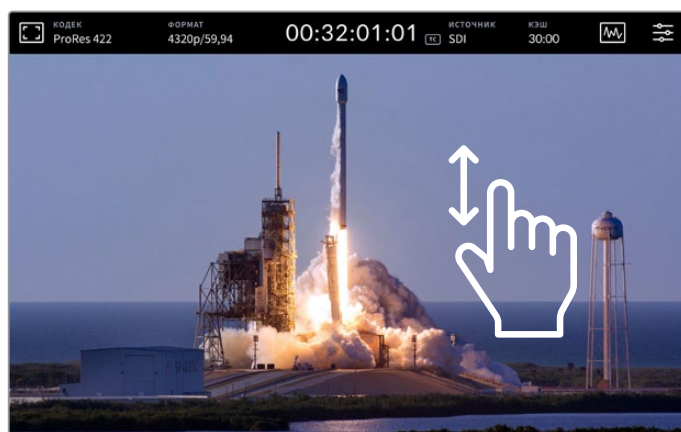 КОДЕК
ProRes 422
ФОРМАТ
4320p/59,94
00:32:01:01
TC
ИСТОЧНИК
SDI
КЭШ
30:00